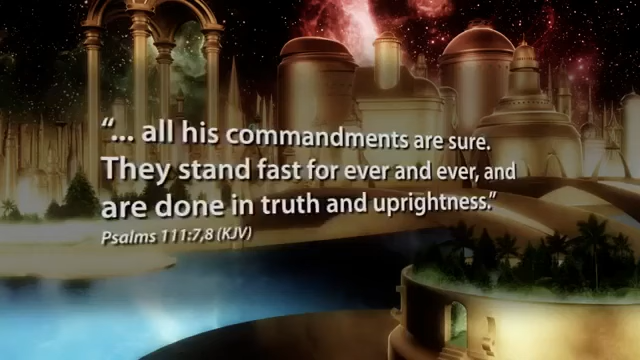 “... all his commandments are sure.
They stand fast for ever and ever, and
are done in truth and uprightness.”
Psalms 111:7,8 (KJV)